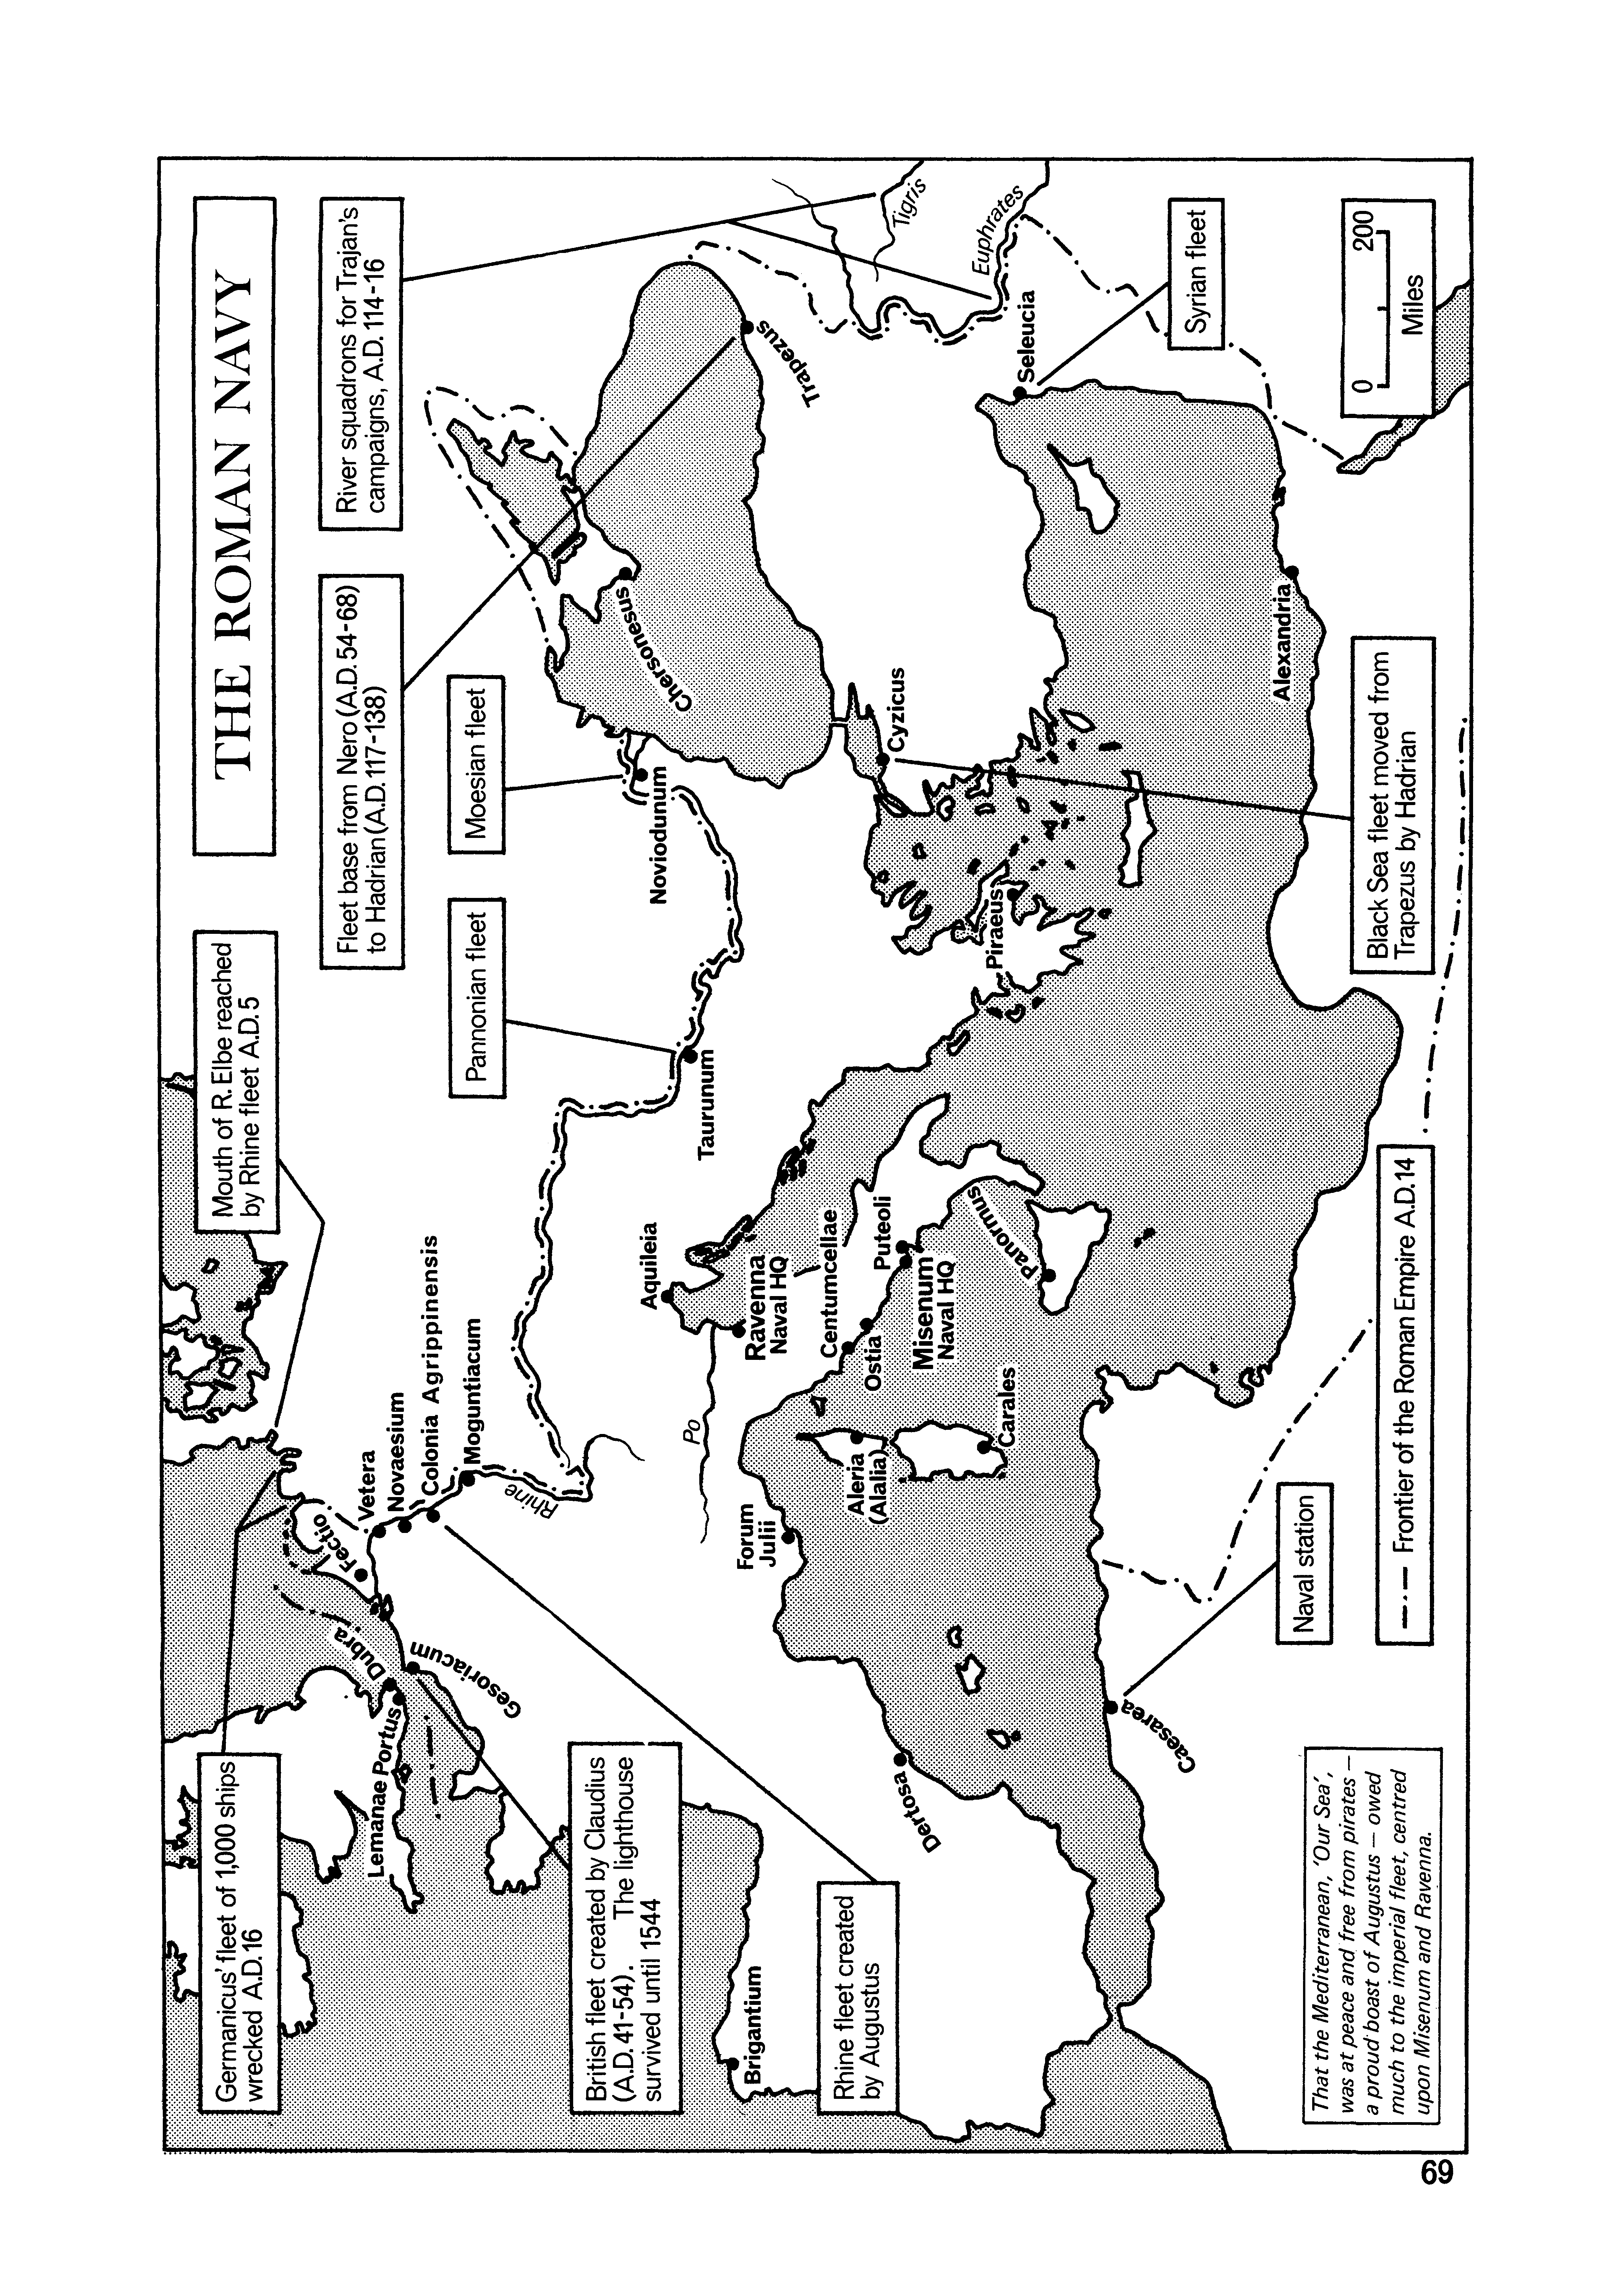 THE ROMAN NAVY
Mouth of R. Elbe reached
by Rhine fleet A.D. 5
Germanicus' fleet of 1,000 ships
wrecked A.D. 16
River squadrons for Trajan's
campaigns, A.D. 114-16
Fleet base from Nero (A.D. 54-68)
to Hadrian (A.D. 117-138)
Moesian fleet
Pannonian fleet
British fleet created by Claudius
(A.D. 41-54). The lighthouse
survived until 1544
Rhine fleet created
by Augustus
Lemanae Portus
Dubra
Gesoriacum
Fectio
Vetera
Novaesium
Colonia Agrippinensis
Moguntiacum
Rhine
Brigantium
Dertosa
Forum
Julii
Po
Aquileia
Ravenna
Naval HQ
Centumcellae
Ostia
Puteoli
Misenum
Naval HQ
Panormus
Aleria
(Alalia)
Carales
Taurunum
Noviodunum
Chersonesus
Trapezus
Tigris
Euphrates
Cyzicus
Piraeus
Seleucia
Syrian fleet
Alexandria
Caesarea
Naval station
Black Sea fleet moved from
Trapezus by Hadrian
Frontier of the Roman Empire A.D. 14
0 200
Miles
That the Mediterranean, 'Our Sea',
was at peace and free from pirates —
a proud boast of Augustus — owed
much to the imperial fleet, centred
upon Misenum and Ravenna.
69